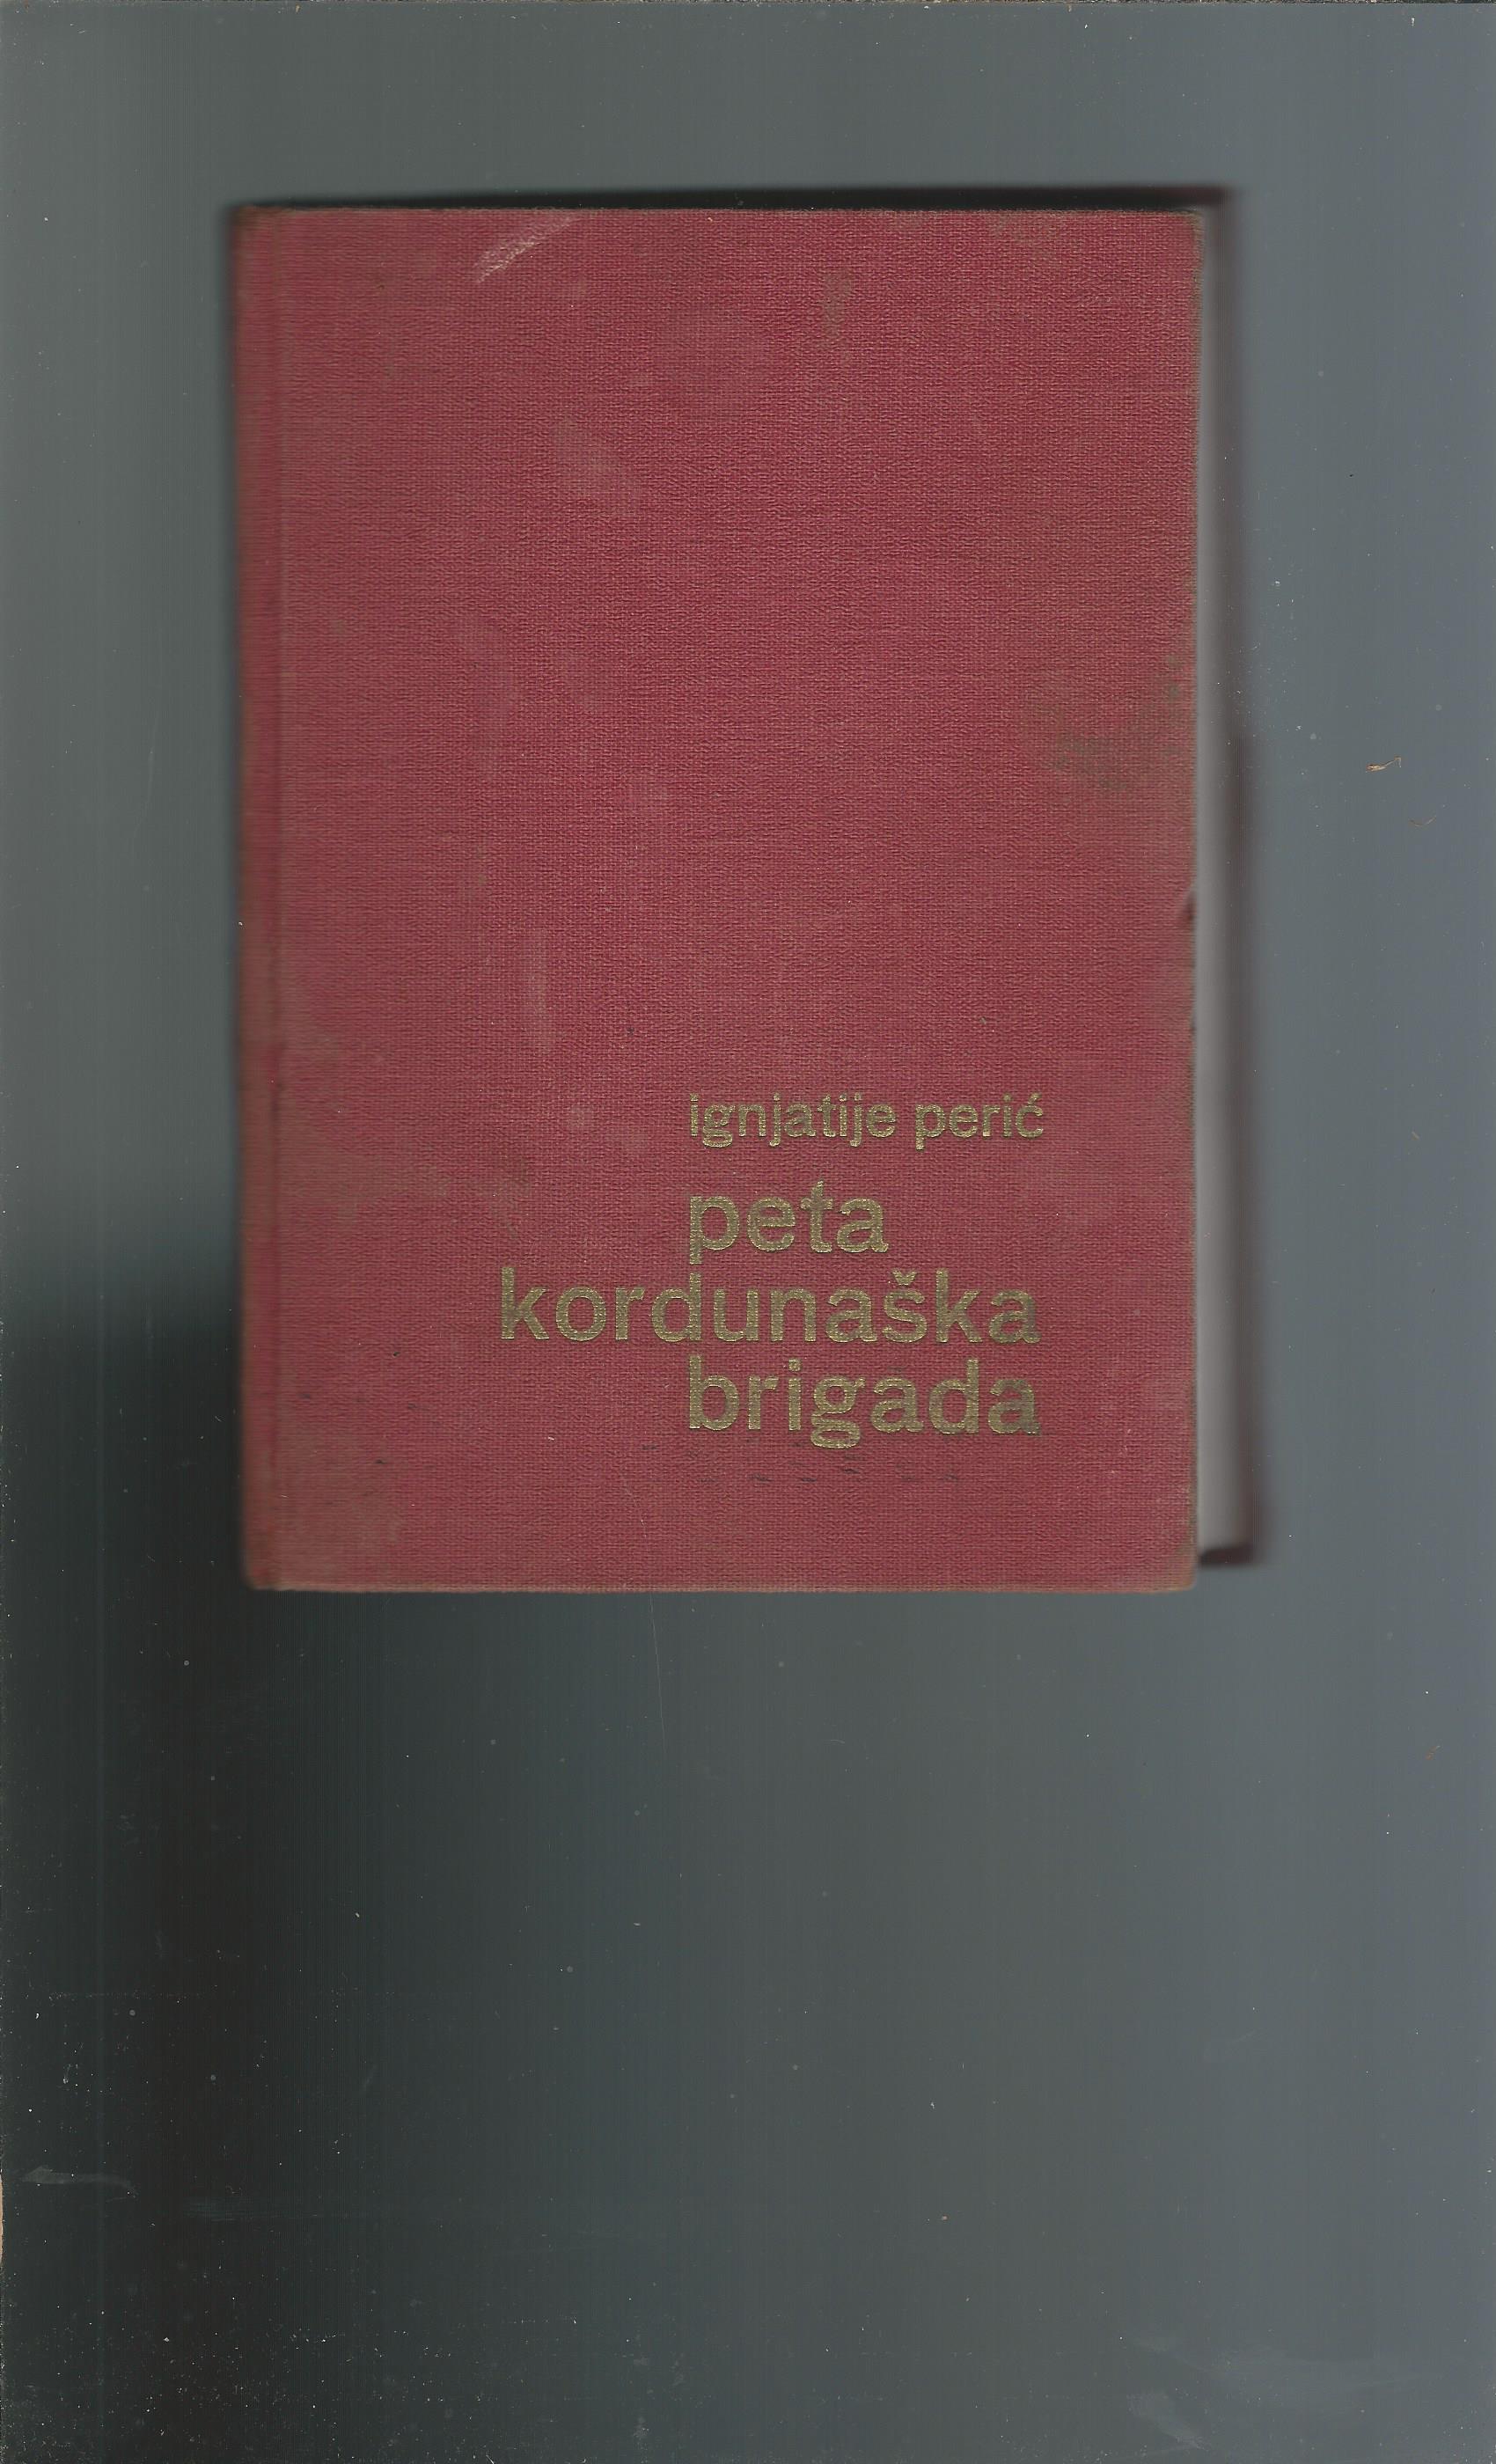 ignjatije perić
peta
kordunaška
brigada